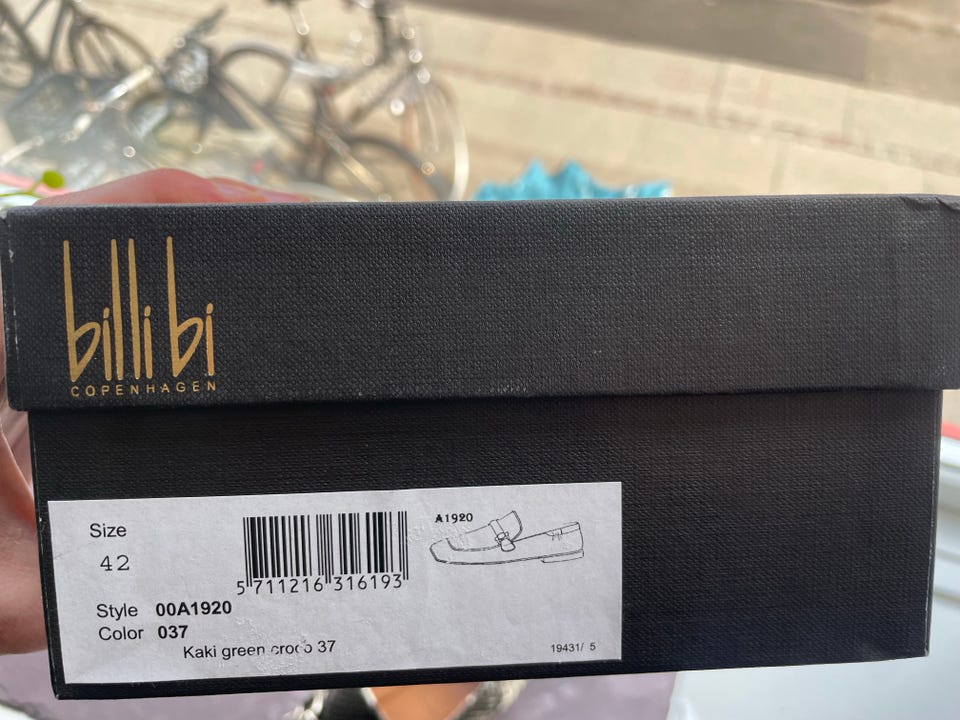 billi bi
COPENHAGEN
Size
42
5 711216 316193
A1920
Style 00A1920
Color 037
Kaki green croco 37
19431/ 5